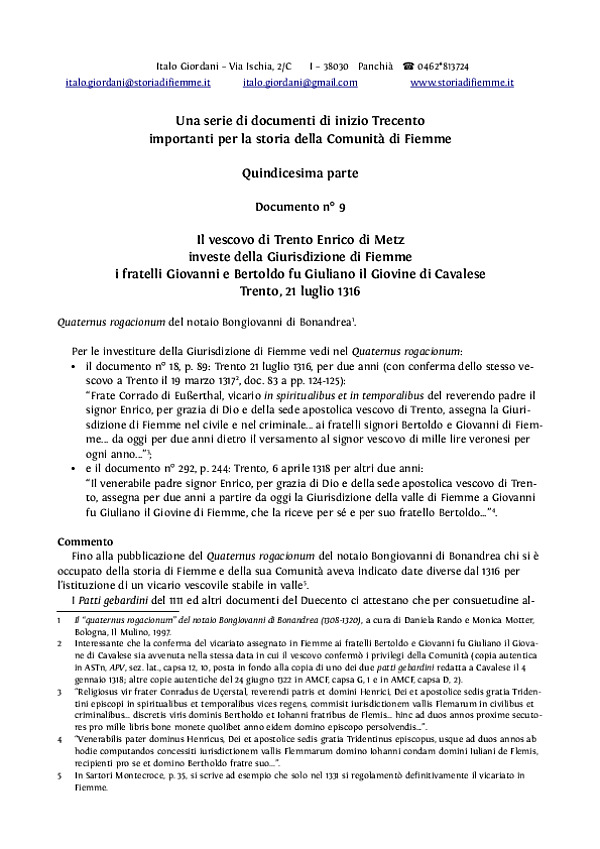 Italo Giordani – Via Ischia, 2/C I – 38030 Panchià ☎ 0462*813724
italo.giordani@storiadifiemme.it italo.giordani@gmail.com www.storiadifiemme.it
Una serie di documenti di inizio Trecento
importanti per la storia della Comunità di Fiemme
Quindicesima parte
Documento n° 9
Il vescovo di Trento Enrico di Metz
investe della Giurisdizione di Fiemme
i fratelli Giovanni e Bertoldo fu Giuliano il Giovine di Cavalese
Trento, 21 luglio 1316
Quaternus rogacionum del notaio Bongiovanni di Bonandrea1.
Per le investiture della Giurisdizione di Fiemme vedi nel Quaternus rogacionum:
• il documento n° 18, p. 89: Trento 21 luglio 1316, per due anni (con conferma dello stesso ve-
scovo a Trento il 19 marzo 13172, doc. 83 a pp. 124-125):
“Frate Corrado di Eußerthal, vicario in spiritualibus et in temporalibus del reverendo padre il
signor Enrico, per grazia di Dio e della sede apostolica vescovo di Trento, assegna la Giuri-
sdizione di Fiemme nel civile e nel criminale... ai fratelli signori Bertoldo e Giovanni di Fiem-
me... da oggi per due anni dietro il versamento al signor vescovo di mille lire veronesi per
ogni anno...”3;
• e il documento n° 292, p. 244: Trento, 6 aprile 1318 per altri due anni:
“Il venerabile padre signor Enrico, per grazia di Dio e della sede apostolica vescovo di Tren-
to, assegna per due anni a partire da oggi la Giurisdizione della valle di Fiemme a Giovanni
fu Giuliano il Giovine di Fiemme, che la riceve per sé e per suo fratello Bertoldo...”4.
Commento
Fino alla pubblicazione del Quaternus rogacionum del notaio Bongiovanni di Bonandrea chi si è
occupato della storia di Fiemme e della sua Comunità aveva indicato date diverse dal 1316 per
l’istituzione di un vicario vescovile stabile in valle5.
I Patti gebardini del 1111 ed altri documenti del Duecento ci attestano che per consuetudine al-
1 Il “quaternus rogacionum” del notaio Bongiovanni di Bonandrea (1308-1320), a cura di Daniela Rando e Monica Motter,
Bologna, Il Mulino, 1997.
2 Interessante che la conferma del vicariato assegnato in Fiemme ai fratelli Bertoldo e Giovanni fu Giuliano il Giova-
ne di Cavalese sia avvenuta nella stessa data in cui il vescovo confermò i privilegi della Comunità (copia autentica
in ASTn, APV, sez. lat., capsa 12, 10, posta in fondo alla copia di uno dei due patti gebardini redatta a Cavalese il 4
gennaio 1318; altre copie autentiche del 24 giugno 1322 in AMCF, capsa G, 1 e in AMCF, capsa D, 2).
3 “Religiosus vir frater Conradus de Uçerstal, reverendi patris et domini Henrici, Dei et apostolice sedis gratia Triden-
tini episcopi in spiritualibus et temporalibus vices regens, commisit iurisdictionem vallis Flemarum in civilibus et
criminalibus... discretis viris dominis Bertholdo et Iohanni fratribus de Flemis... hinc ad duos annos proxime secuto-
res pro mille libris bone monete quolibet anno eidem domino episcopo persolvendis...”.
4 “Venerabilis pater dominus Henricus, Dei et apostolice sedis gratia Tridentinus episcopus, usque ad duos annos ab
hodie computandos concessiti iurisdictionem vallis Flemmarum domino Iohanni condam domini Iuliani de Flemis,
recipienti pro se et domino Bertholdo fratre suo...”.
5 In Sartori Montecroce, p. 35, si scrive ad esempio che solo nel 1331 si regolamentò definitivamente il vicariato in
Fiemme.